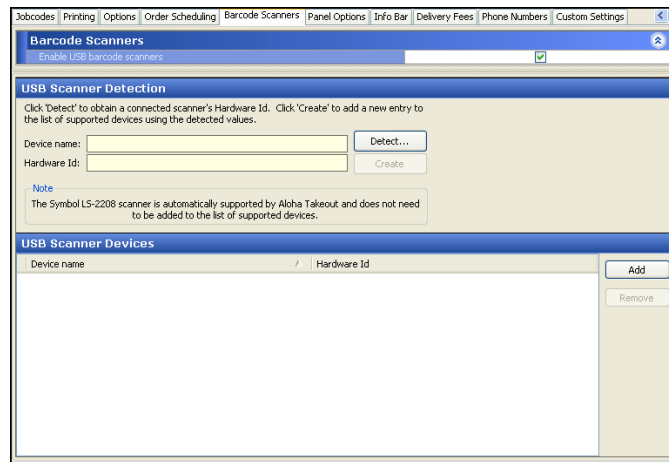 Jobcodes Printing Options Order Scheduling Barcode Scanners Panel Options Info Bar Delivery Fees Phone Numbers Custom Settings
Barcode Scanners
Enable USB barcode scanners
USB Scanner Detection
Click 'Detect' to obtain a connected scanner's Hardware Id. Click 'Create' to add a new entry to
the list of supported devices using the detected values.
Device name: Detect...
Hardware Id: Create
Note
The Symbol LS-2208 scanner is automatically supported by Aloha Takeout and does not need
to be added to the list of supported devices.
USB Scanner Devices
Device name Hardware Id
Add
Remove